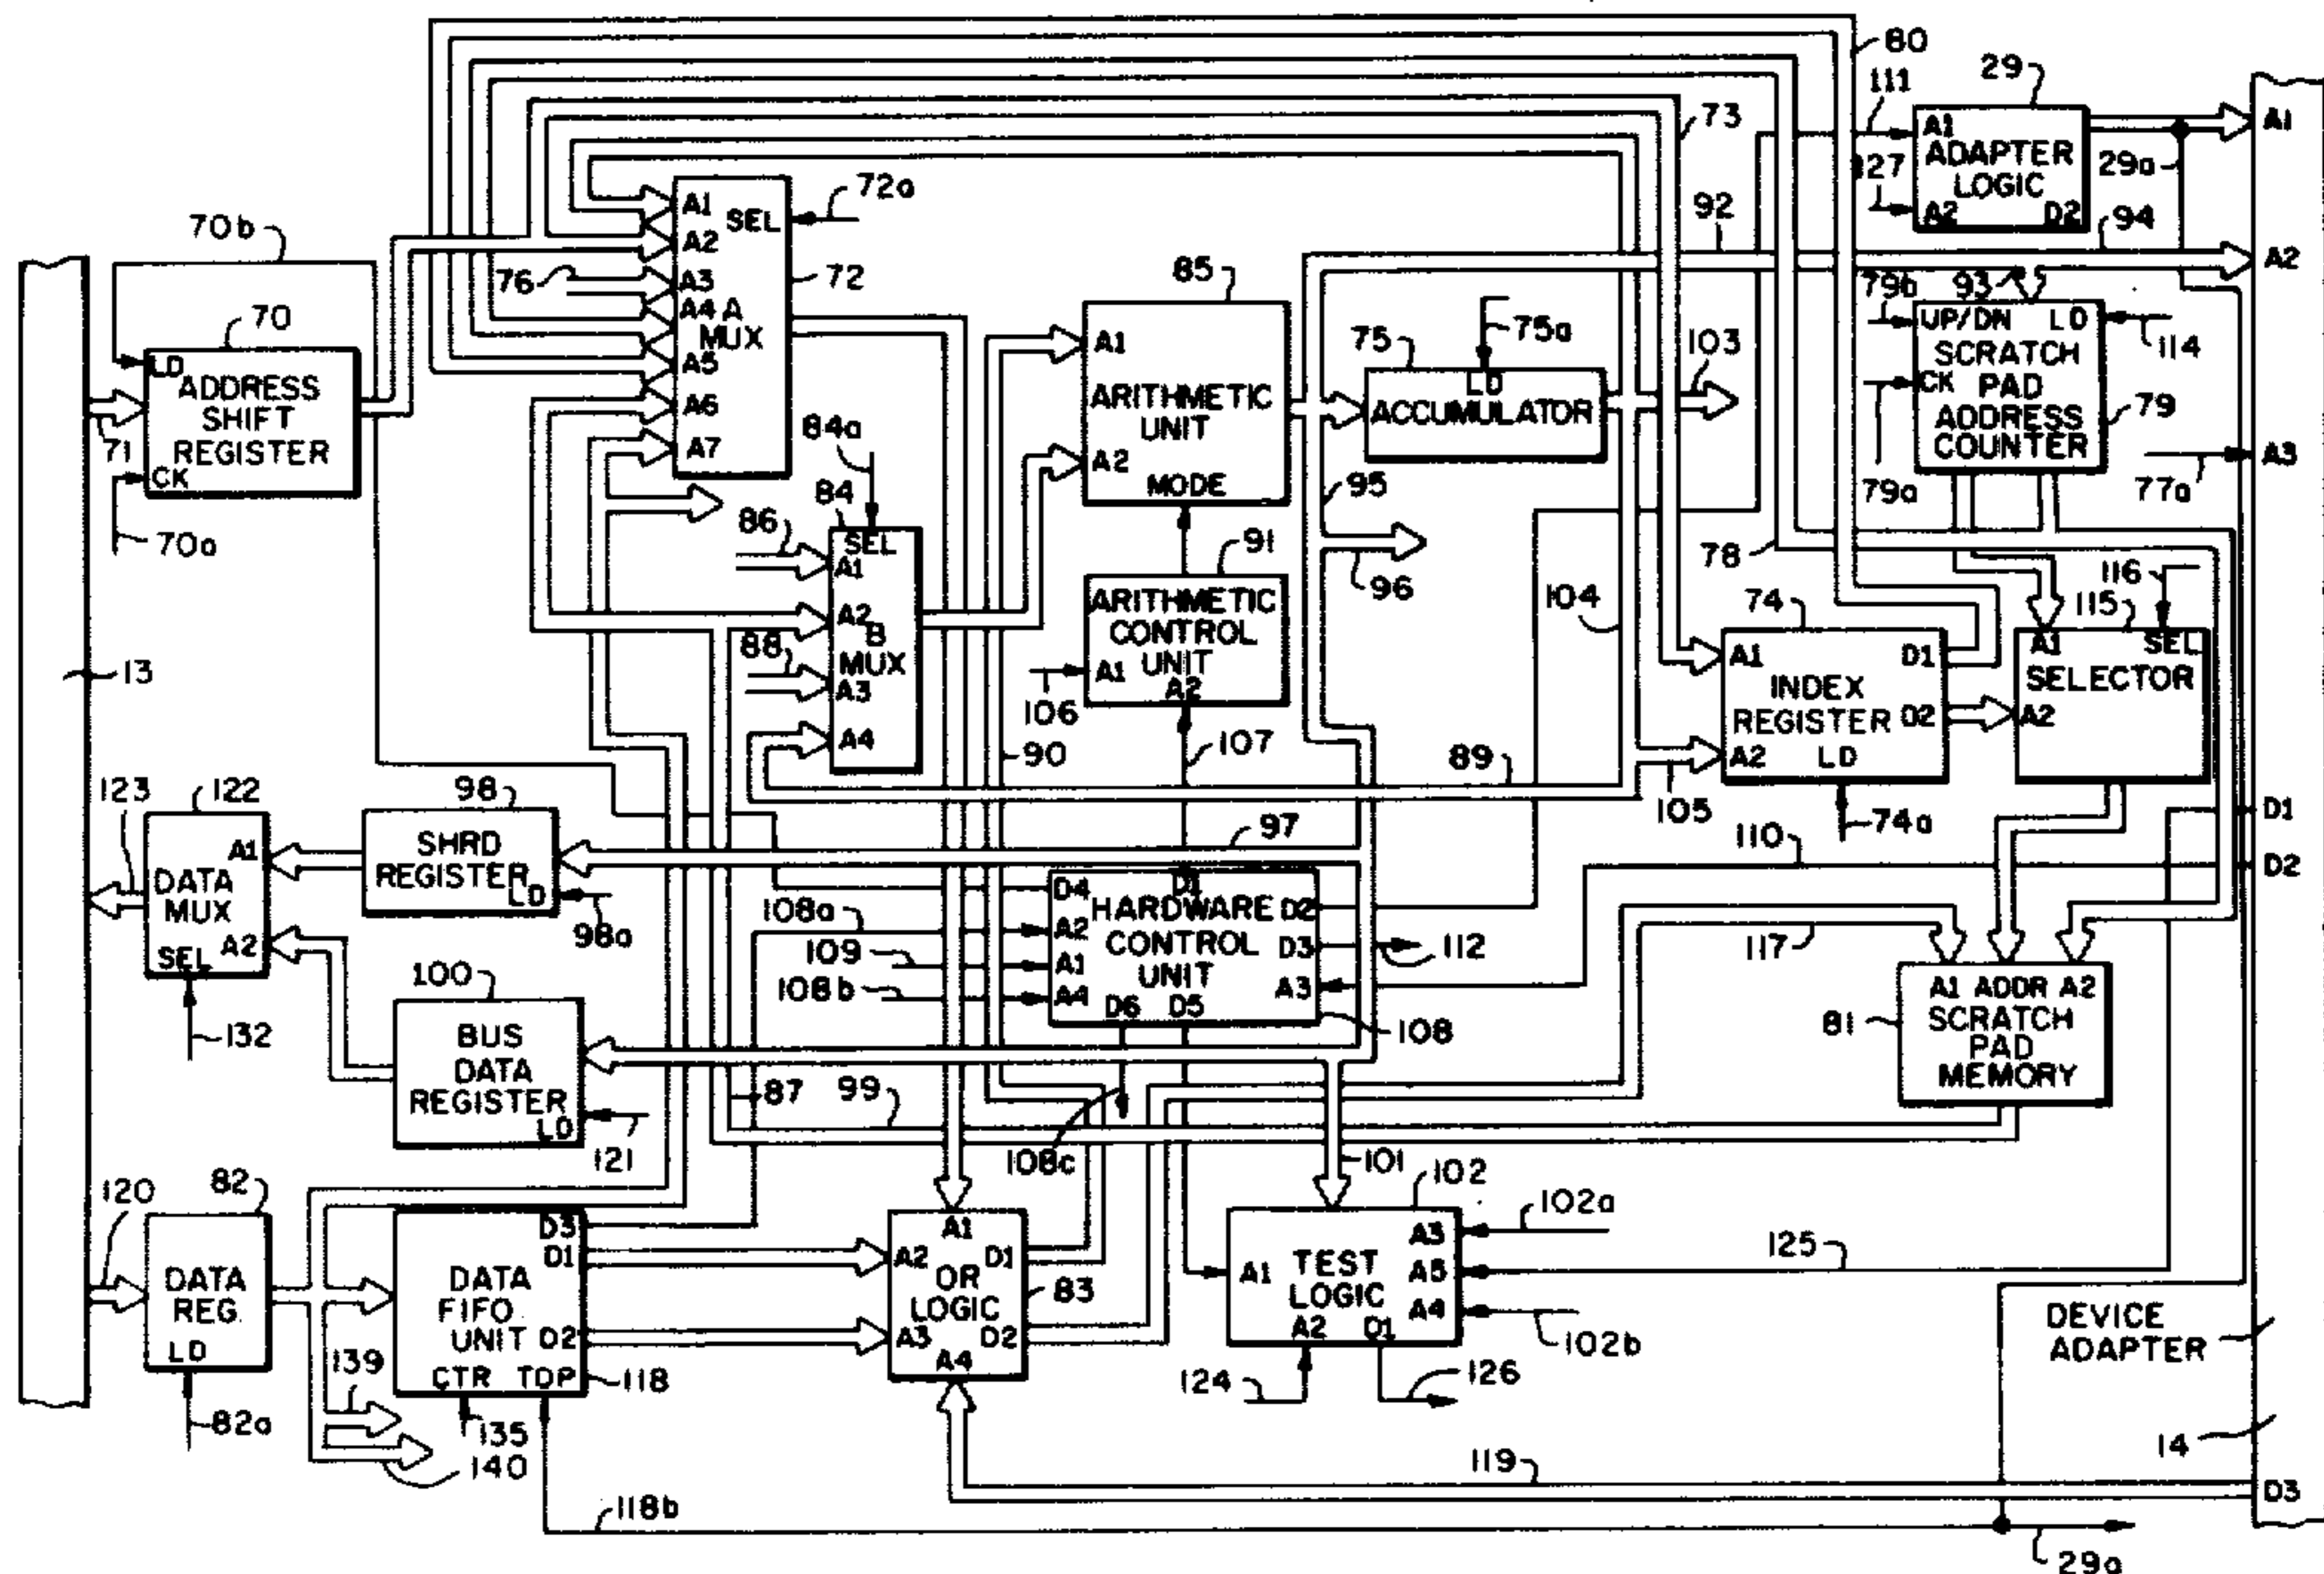 80
29
111
A1
A1
ADAPTER
LOGIC
A2 D2
127
29a
73
70b
A1
SEL
A2
A3
A4 A
MUX
A5
A6
A7
72a
72
76
92
94
A2
85
70
LD
ADDRESS
SHIFT
REGISTER
CK
71
70a
A1
ARITHMETIC
UNIT
A2
MODE
75a
75
LD
ACCUMULATOR
103
79b
93
UP/DN LD
SCRATCH
PAD
CK
ADDRESS
COUNTER
114
79
79a
A3
77a
84a
84
86
SEL
A1
A2
B
MUX
A3
A4
88
95
96
91
ARITHMETIC
CONTROL
UNIT
A1
A2
106
107
104
78
116
74
115
A1
D1
INDEX
REGISTER
D2
A2
LD
A1
SEL
SELECTOR
A2
13
90
89
105
74a
123
122
98
97
110
D1
D2
A1
DATA
MUX
A2
SEL
SHRD
REGISTER
LD
98a
108a
109
108b
D4
D1
HARDWARE
D2
A2
CONTROL
D3
A1
UNIT
A3
A4
D6 D5
112
108
117
132
100
BUS
DATA
REGISTER
LD
121
87
99
108c
101
81
A1 ADDR A2
SCRATCH
PAD
MEMORY
120
82
DATA
REG.
LD
82a
D3
D1
DATA
FIFO
UNIT
D2
CTR TDP
118
139
140
135
A1
A2
D1
OR
LOGIC
A3
D2
A4
83
102
A3
TEST
A1
A5
LOGIC
A4
A2 D1
102a
102b
125
124
126
DEVICE
ADAPTER
14
119
D3
118b
29a